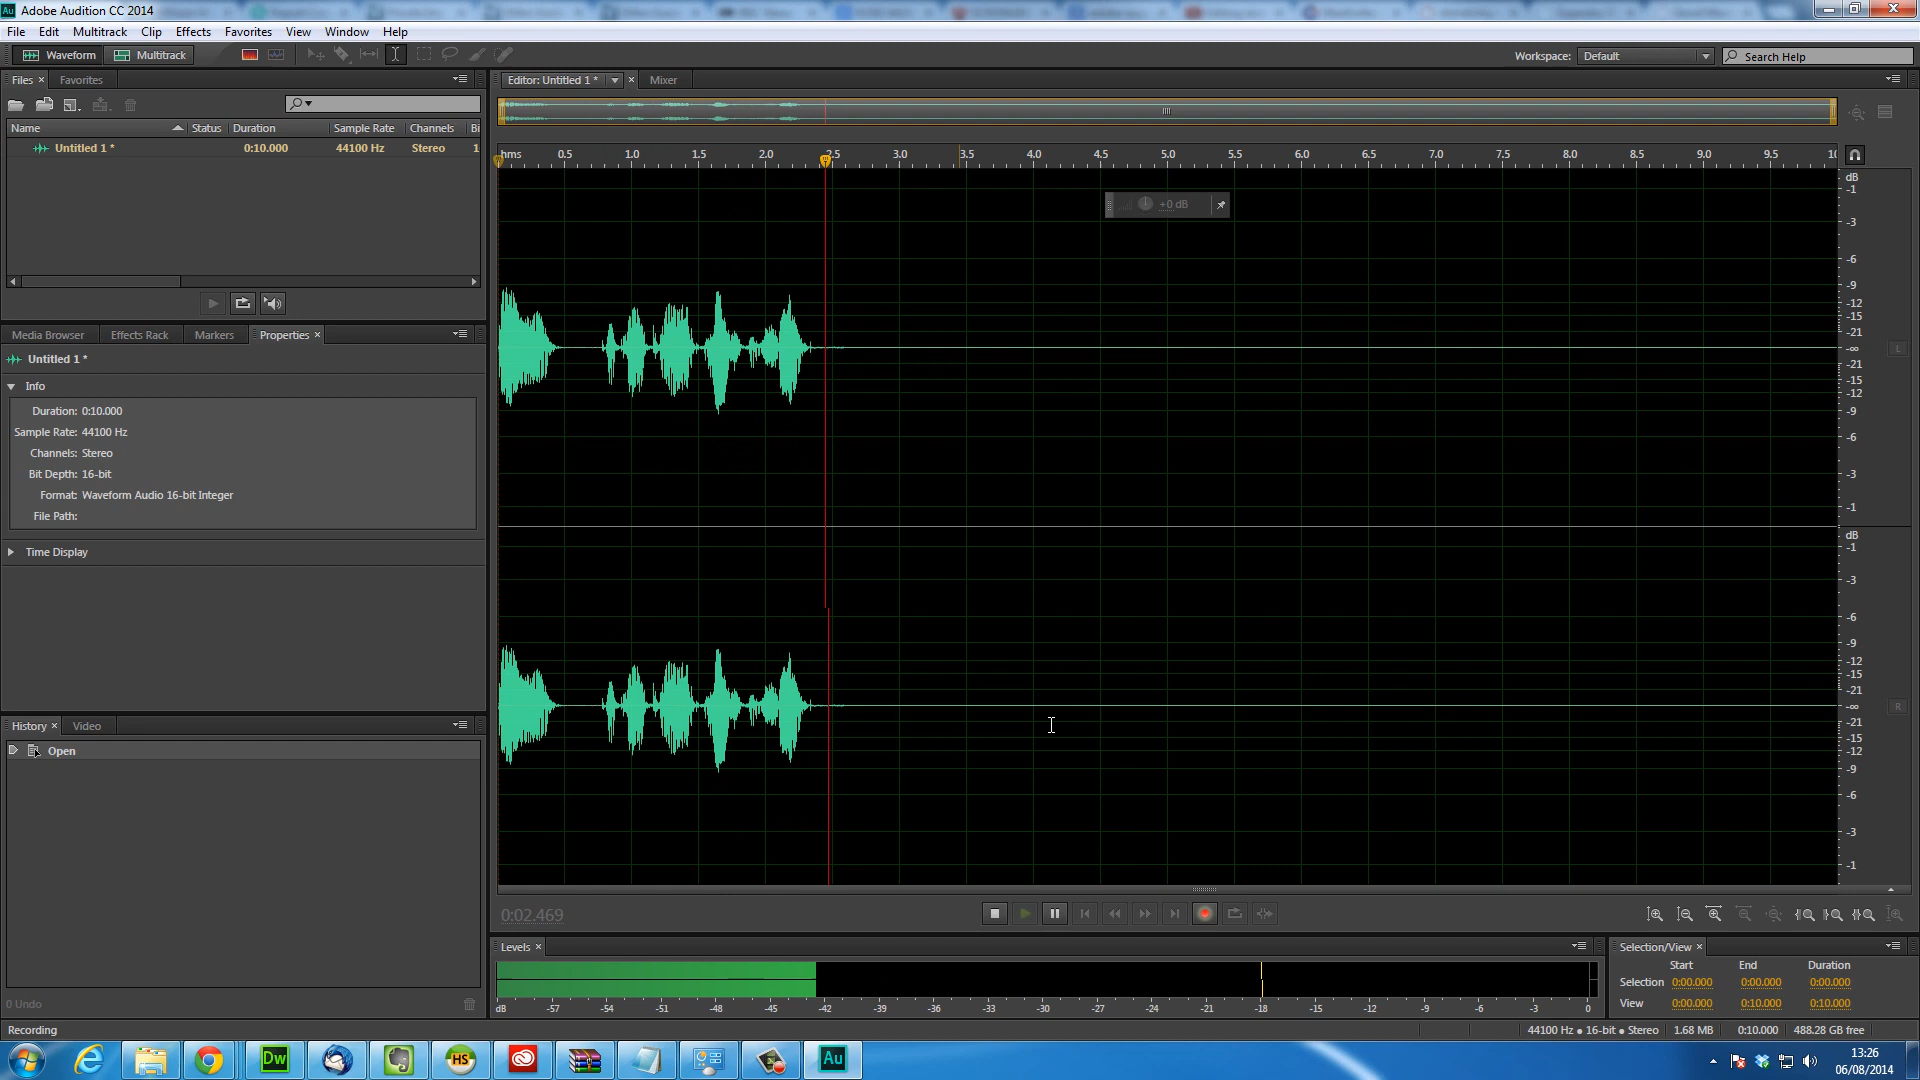 Adobe Audition CC 2014
File Edit Multitrack Clip Effects Favorites View Window Help
Waveform Multitrack
Workspace: Default Search Help
Files × Favorites
Name Status Duration Sample Rate Channels Bi
Untitled 1 * 0:10.000 44100 Hz Stereo 1
Media Browser Effects Rack Markers Properties ×
Untitled 1 *
Info
Duration: 0:10.000
Sample Rate: 44100 Hz
Channels: Stereo
Bit Depth: 16-bit
Format: Waveform Audio 16-bit Integer
File Path:
Time Display
History × Video
Open
0 Undo
Editor: Untitled 1 * × Mixer
hms 0.5 1.0 1.5 2.0 2.5 3.0 3.5 4.0 4.5 5.0 5.5 6.0 6.5 7.0 7.5 8.0 8.5 9.0 9.5 10
+0 dB
dB
-1
-3
-6
-9
-12
-15
-21
-∞
L
-21
-15
-12
-9
-6
-3
-1
dB
-1
-3
-6
-9
-12
-15
-21
-∞
R
-21
-15
-12
-9
-6
-3
-1
0:02.469
Levels ×
dB -57 -54 -51 -48 -45 -42 -39 -36 -33 -30 -27 -24 -21 -18 -15 -12 -9 -6 -3 0
Selection/View ×
Start End Duration
Selection 0:00.000 0:00.000 0:00.000
View 0:00.000 0:10.000 0:10.000
Recording
44100 Hz ● 16-bit ● Stereo 1.68 MB 0:10.000 488.28 GB free
Dw HS Au
13:26
06/08/2014